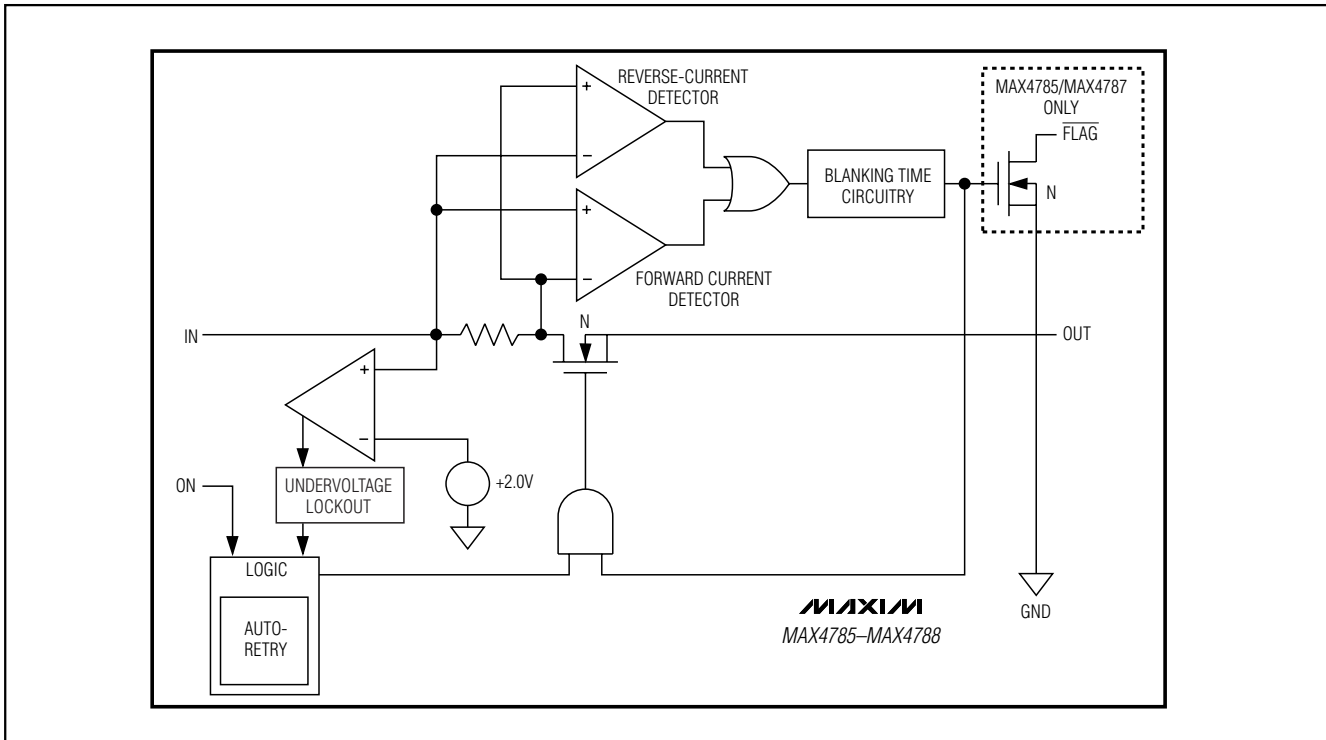 REVERSE-CURRENT
DETECTOR
+
−
MAX4785/MAX4787
ONLY
FLAG
N
BLANKING TIME
CIRCUITRY
+
−
FORWARD CURRENT
DETECTOR
IN
N
OUT
+
−
+2.0V
ON
UNDERVOLTAGE
LOCKOUT
LOGIC
AUTO-
RETRY
GND
MAXIM
MAX4785–MAX4788